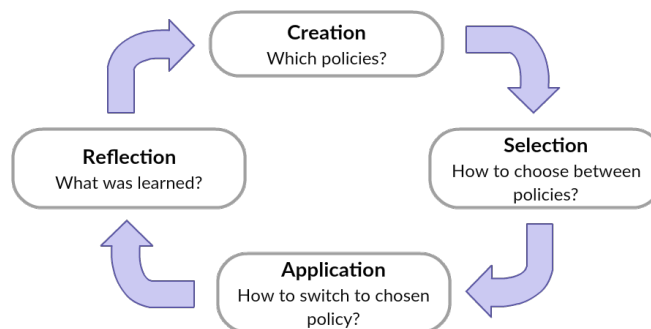 Creation
Which policies?
Selection
How to choose between
policies?
Reflection
What was learned?
Application
How to switch to chosen
policy?